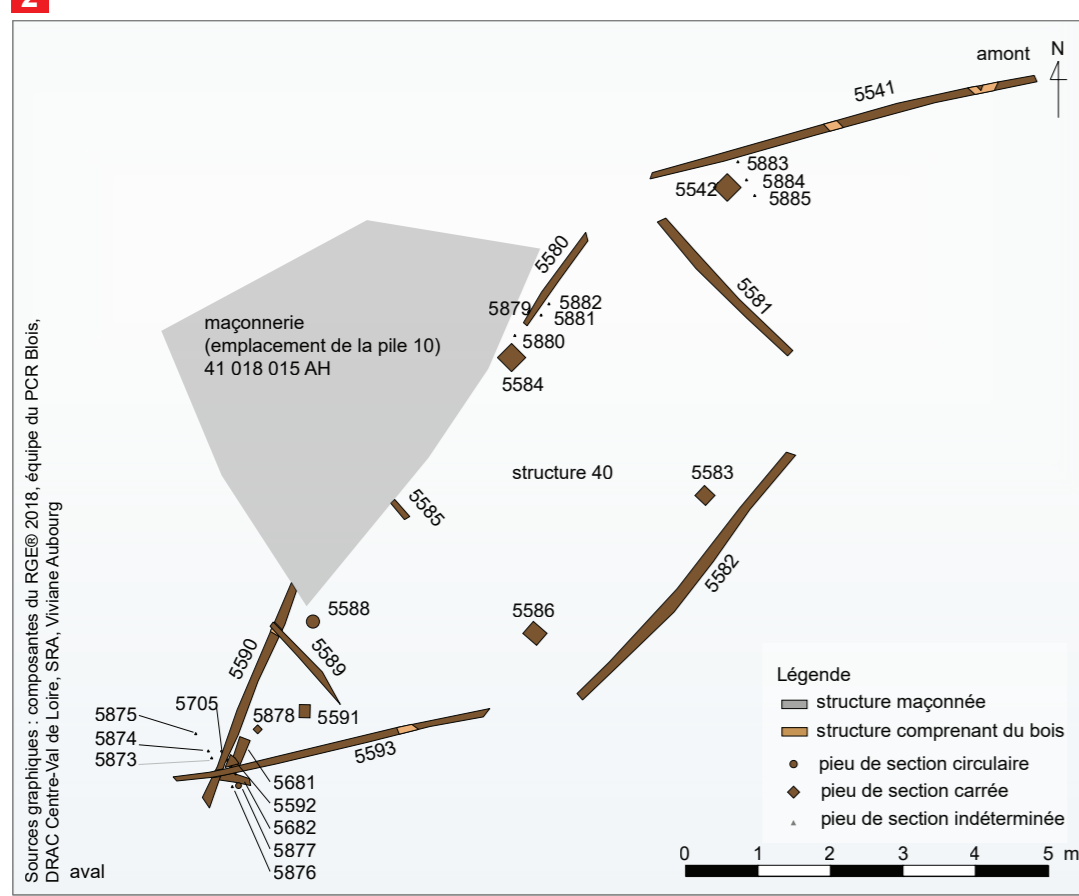 2
amont
N
5541
5883
5884
5885
5542
5580
5581
5879
5882
5881
5880
5584
maçonnerie
(emplacement de la pile 10)
41 018 015 AH
structure 40
5583
5585
5582
5588
5586
5590
5589
5705
5875
5878
5591
5874
5873
5593
5681
5592
5682
5877
5876
aval
Légende
structure maçonnée
structure comprenant du bois
pieu de section circulaire
pieu de section carrée
pieu de section indéterminée
0 1 2 3 4 5 m
Sources graphiques : composantes du RGE® 2018, équipe du PCR Blois,
DRAC Centre-Val de Loire, SRA, Viviane Aubourg